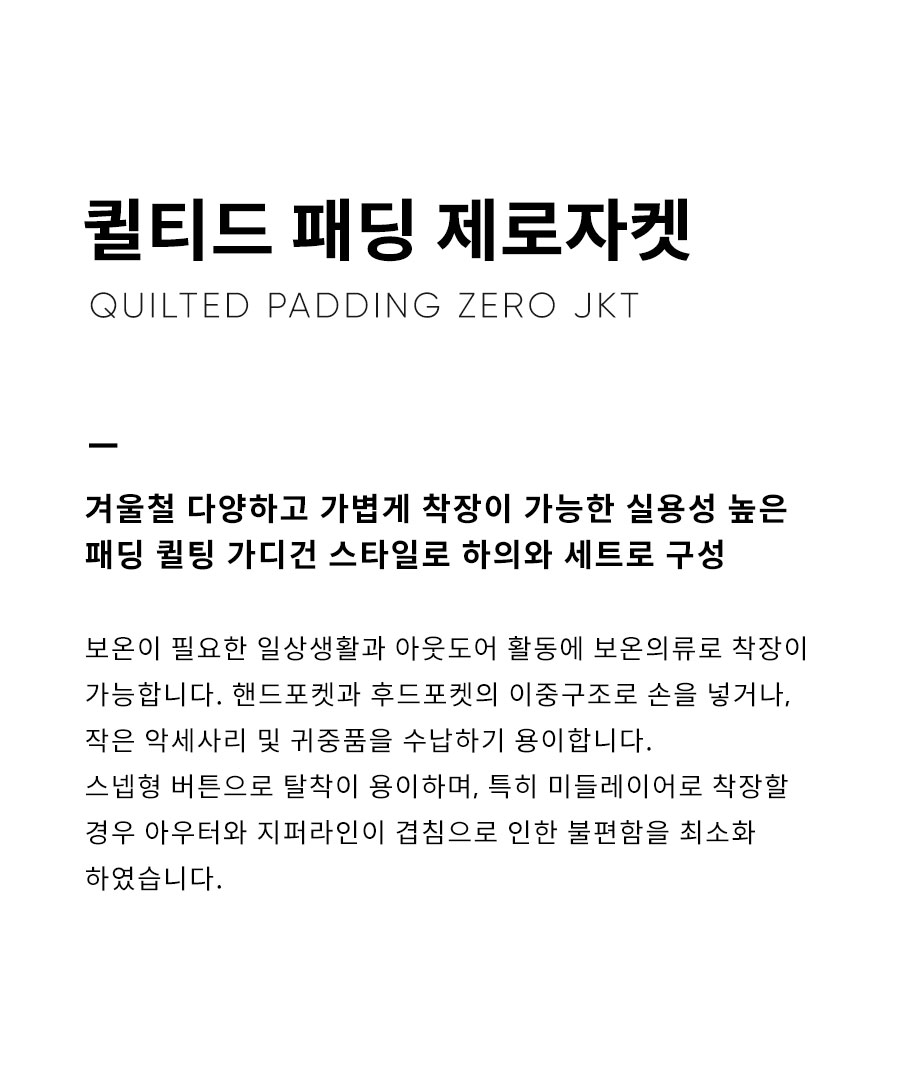 퀼티드 패딩 제로자켓
QUILTED PADDING ZERO JKT
겨울철 다양하고 가볍게 착장이 가능한 실용성 높은
패딩 퀼팅 가디건 스타일로 하의와 세트로 구성
보온이 필요한 일상생활과 아웃도어 활동에 보온의류로 착장이
가능합니다. 핸드포켓과 후드포켓의 이중구조로 손을 넣거나,
작은 악세사리 및 귀중품을 수납하기 용이합니다.
스넵형 버튼으로 탈착이 용이하며, 특히 미들레이어로 착장할
경우 아우터와 지퍼라인이 겹침으로 인한 불편함을 최소화
하였습니다.